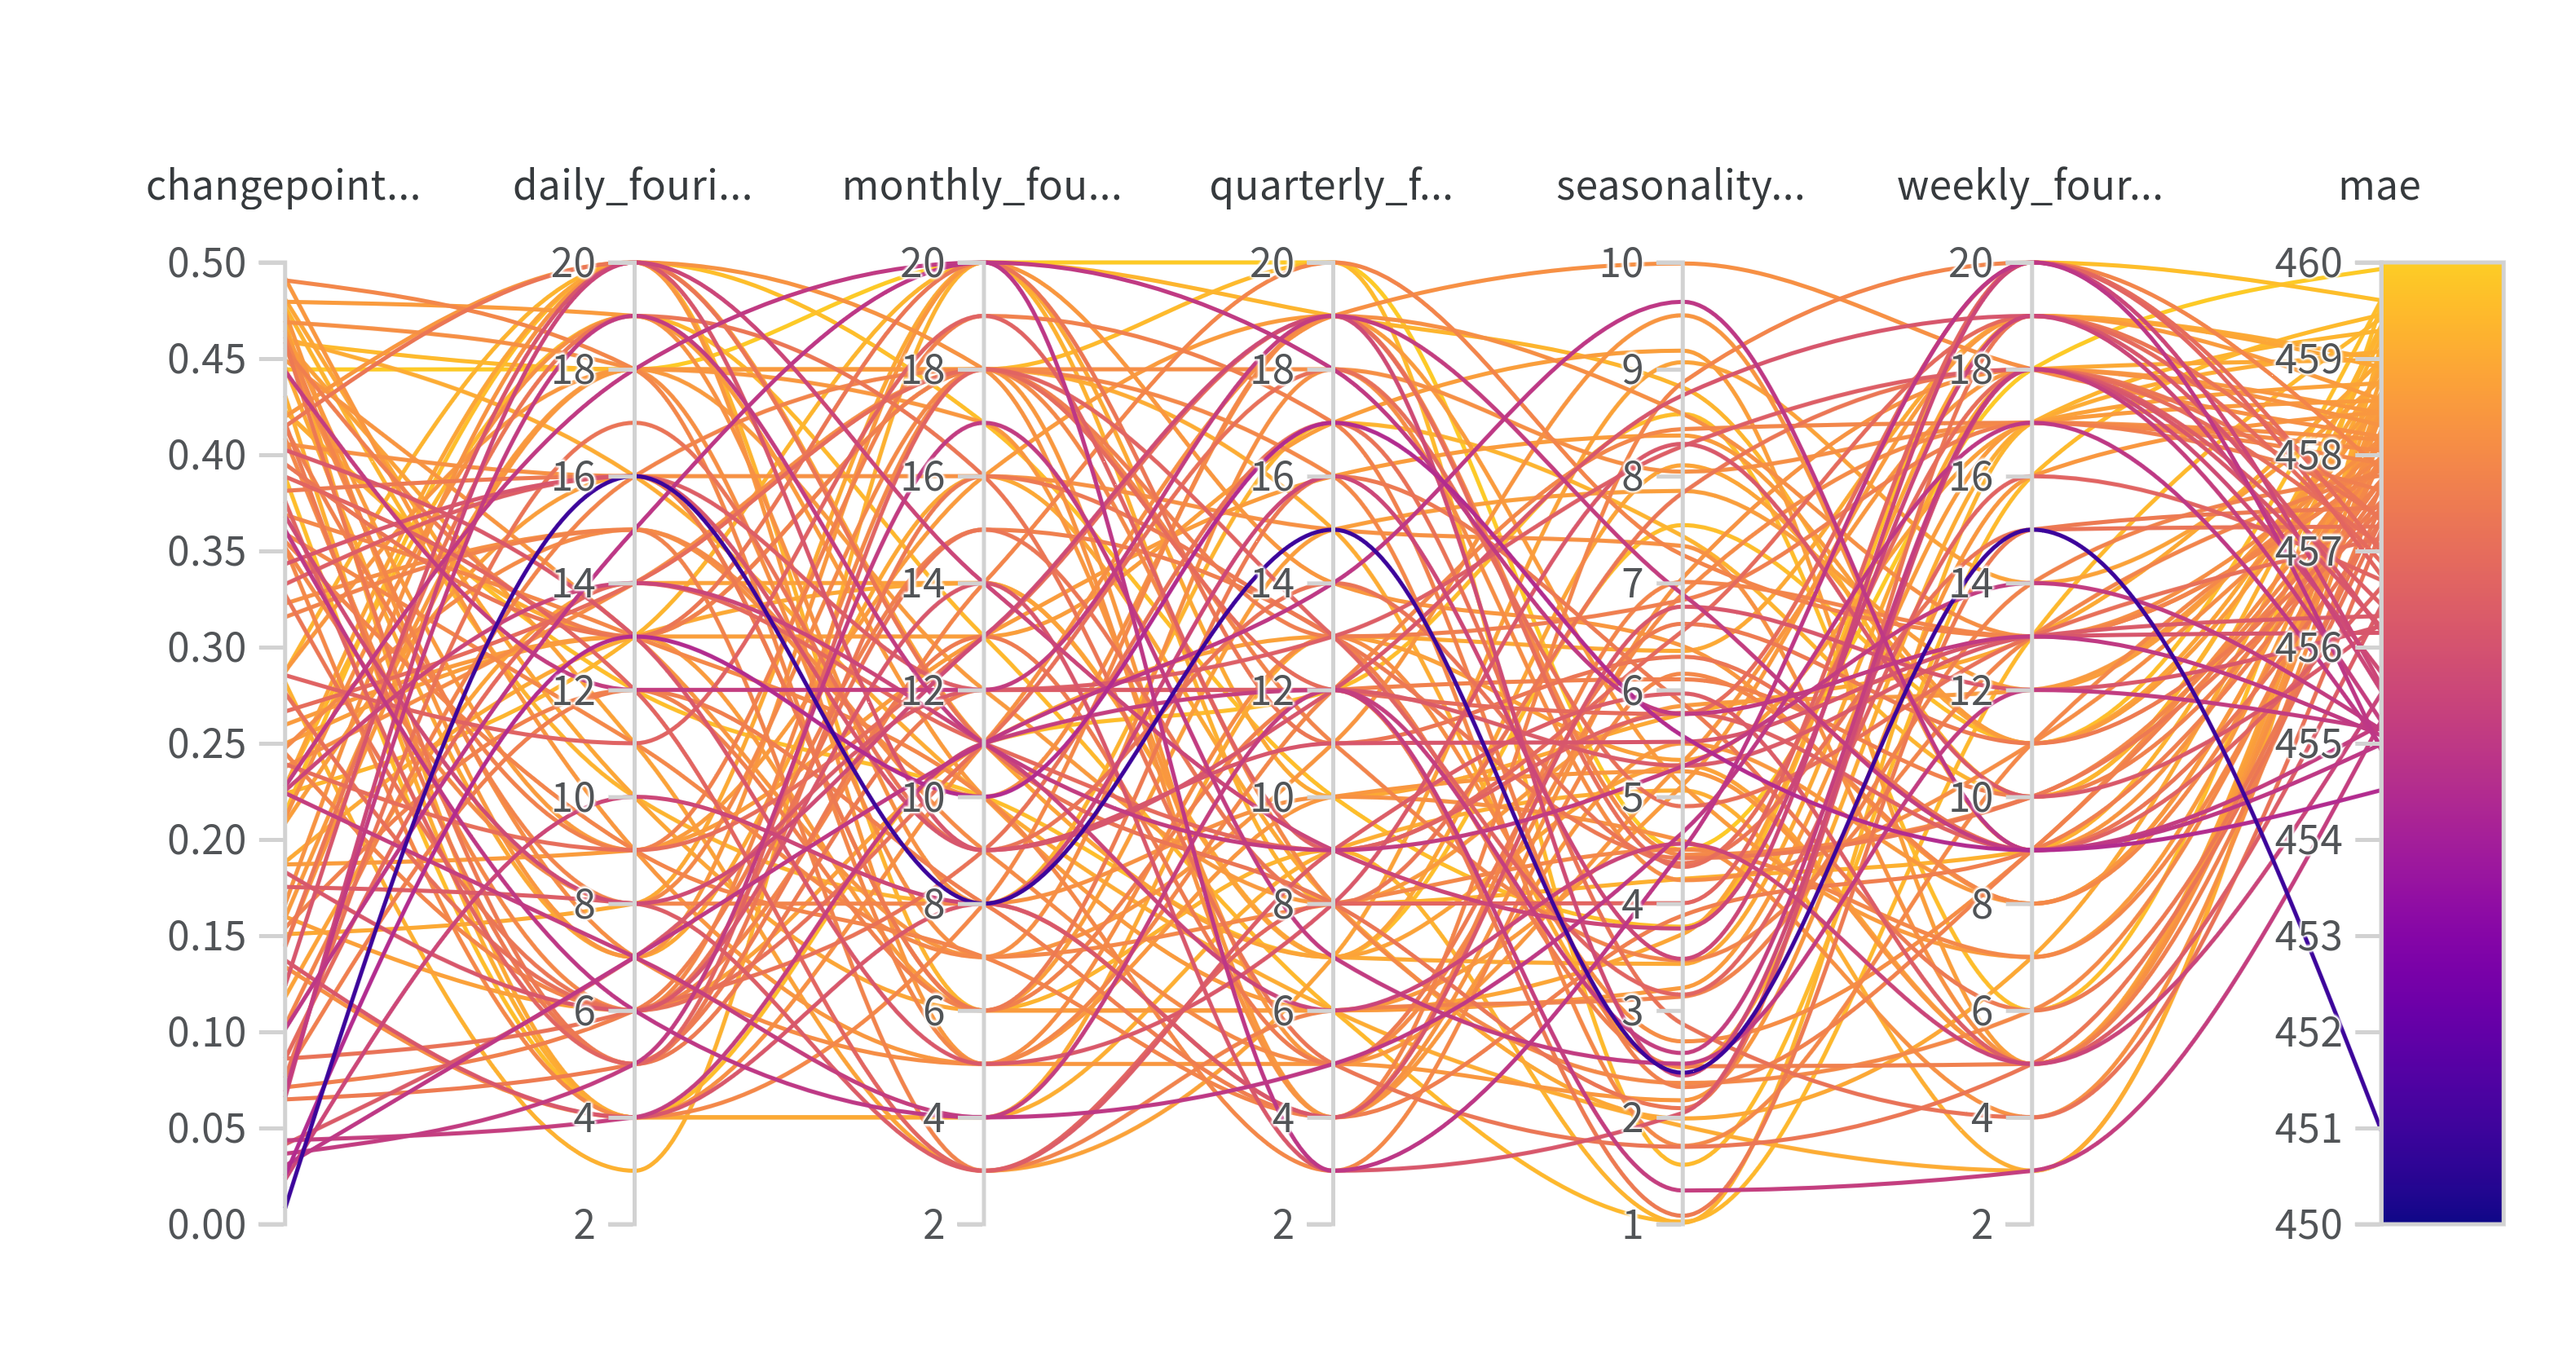 changepoint... daily_fouri... monthly_fou... quarterly_f... seasonality... weekly_four... mae
0.50 20 20 20 10 20 460
0.45 18 18 18 9 18 459
0.40 16 16 16 8 16 458
0.35 14 14 14 7 14 457
0.30 12 12 12 6 12 456
0.25 10 10 10 5 10 455
0.20 8 8 8 4 8 454
0.15 6 6 6 3 6 453
0.10 4 4 4 2 4 452
0.05 2 2 2 1 2 451
0.00 450